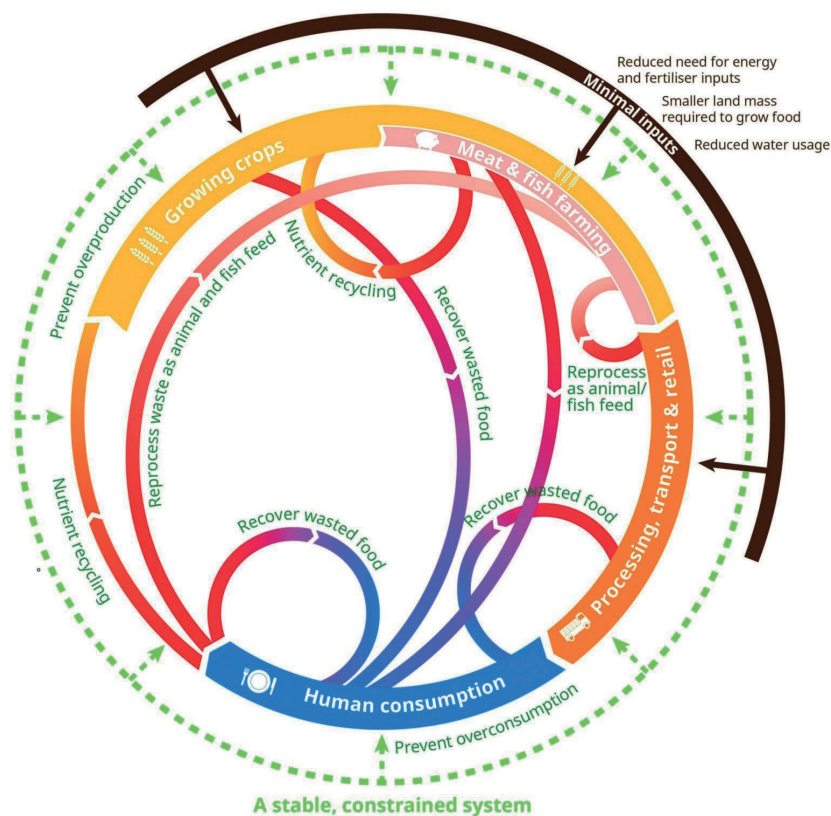 Reduced need for energy
and fertiliser inputs
Minimal inputs
Smaller land mass
required to grow food
Reduced water usage
Growing crops
Meat & fish farming
Prevent overproduction
Nutrient recycling
Reprocess waste as animal and fish feed
Recover wasted food
Reprocess
as animal/
fish feed
Processing, transport & retail
Nutrient recycling
Recover wasted food
Recover wasted food
Human consumption
Prevent overconsumption
A stable, constrained system